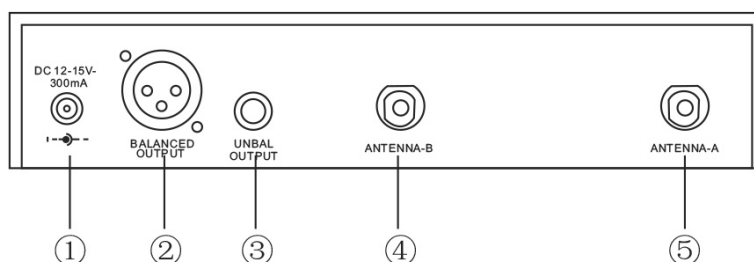 DC 12-15V-
300mA
BALANCED
OUTPUT
UNBAL
OUTPUT
ANTENNA-B
ANTENNA-A
① ② ③ ④ ⑤